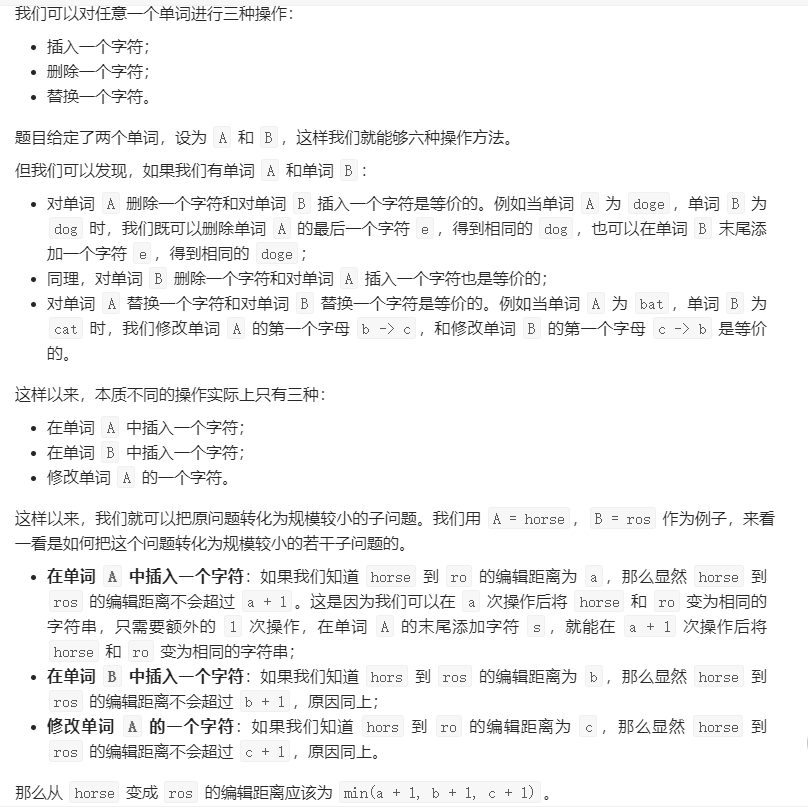 我们可以对任意一个单词进行三种操作：
• 插入一个字符；
• 删除一个字符；
• 替换一个字符。
题目给定了两个单词，设为 A 和 B ，这样我们就能够六种操作方法。
但我们可以发现，如果我们有单词 A 和单词 B ：
• 对单词 A 删除一个字符和对单词 B 插入一个字符是等价的。例如当单词 A 为 doge ，单词 B 为
dog 时，我们既可以删除单词 A 的最后一个字符 e ，得到相同的 dog ，也可以在单词 B 末尾添
加一个字符 e ，得到相同的 doge ；
• 同理，对单词 B 删除一个字符和对单词 A 插入一个字符也是等价的；
• 对单词 A 替换一个字符和对单词 B 替换一个字符是等价的。例如当单词 A 为 bat ，单词 B 为
cat 时，我们修改单词 A 的第一个字母 b -> c ，和修改单词 B 的第一个字母 c -> b 是等价
的。
这样以来，本质不同的操作实际上只有三种：
• 在单词 A 中插入一个字符；
• 在单词 B 中插入一个字符；
• 修改单词 A 的一个字符。
这样以来，我们就可以把原问题转化为规模较小的子问题。我们用 A = horse ， B = ros 作为例子，来看
一看是如何把这个问题转化为规模较小的若干子问题的。
• 在单词 A 中插入一个字符：如果我们知道 horse 到 ro 的编辑距离为 a ，那么显然 horse 到
ros 的编辑距离不会超过 a + 1 。这是因为我们可以在 a 次操作后将 horse 和 ro 变为相同的
字符串，只需要额外的 1 次操作，在单词 A 的末尾添加字符 s ，就能在 a + 1 次操作后将
horse 和 ro 变为相同的字符串；
• 在单词 B 中插入一个字符：如果我们知道 hors 到 ros 的编辑距离为 b ，那么显然 horse 到
ros 的编辑距离不会超过 b + 1 ，原因同上；
• 修改单词 A 的一个字符：如果我们知道 hors 到 ro 的编辑距离为 c ，那么显然 horse 到
ros 的编辑距离不会超过 c + 1 ，原因同上。
那么从 horse 变成 ros 的编辑距离应该为 min(a + 1, b + 1, c + 1) 。